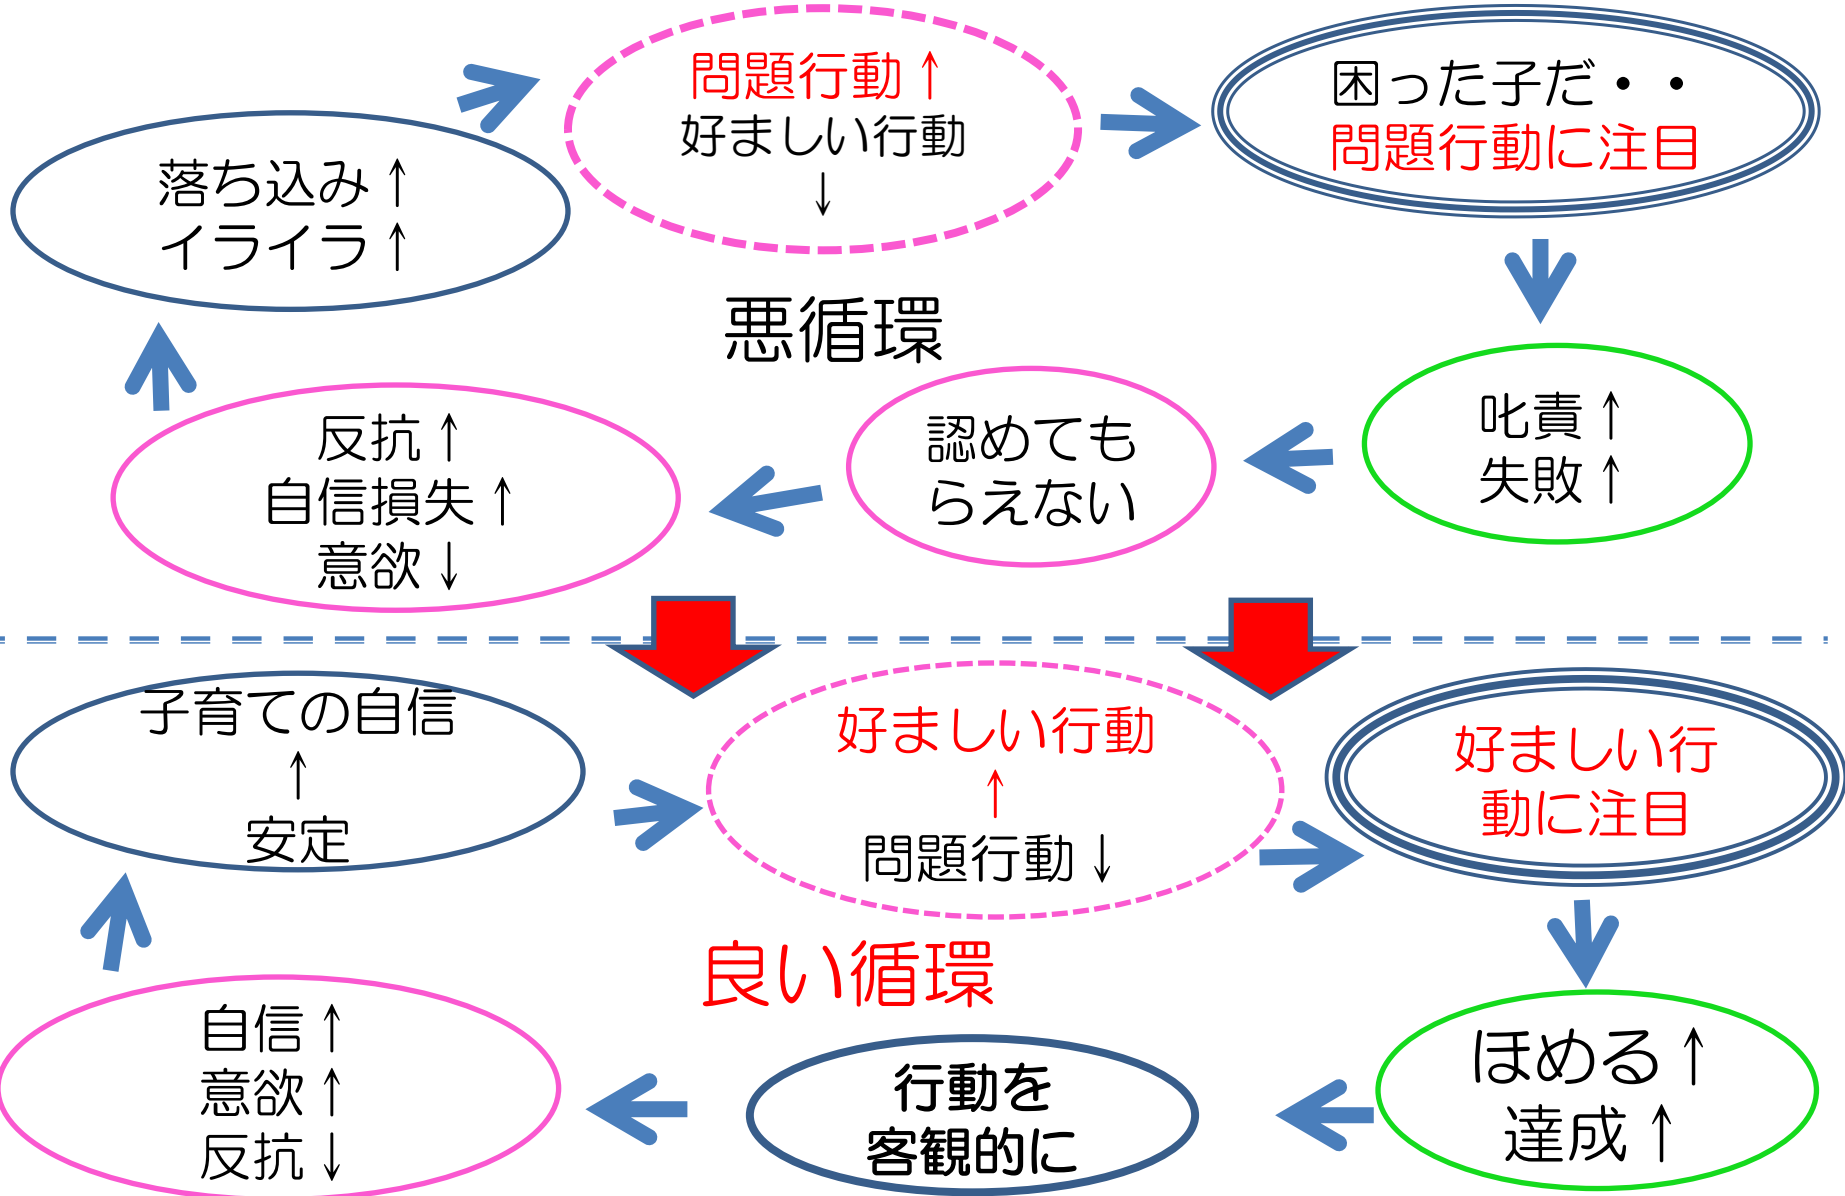 問題行動↑
好ましい行動
↓
困った子だ・・
問題行動に注目
落ち込み↑
イライラ↑
悪循環
叱責↑
失敗↑
認めても
らえない
反抗↑
自信損失↑
意欲↓
子育ての自信
↑
安定
好ましい行動
↑
問題行動↓
好ましい行
動に注目
良い循環
ほめる↑
達成↑
行動を
客観的に
自信↑
意欲↑
反抗↓